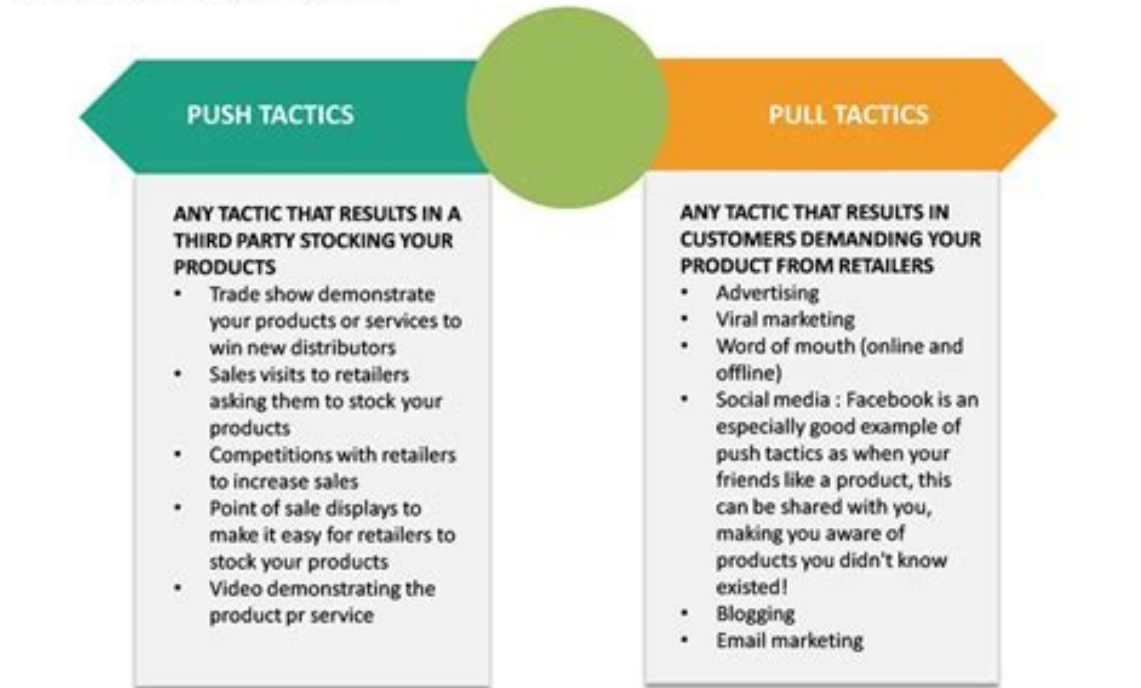 PUSH TACTICS
ANY TACTIC THAT RESULTS IN A
THIRD PARTY STOCKING YOUR
PRODUCTS
• Trade show demonstrate
your products or services to
win new distributors
• Sales visits to retailers
asking them to stock your
products
• Competitions with retailers
to increase sales
• Point of sale displays to
make it easy for retailers to
stock your products
• Video demonstrating the
product pr service
PULL TACTICS
ANY TACTIC THAT RESULTS IN
CUSTOMERS DEMANDING YOUR
PRODUCT FROM RETAILERS
• Advertising
• Viral marketing
• Word of mouth (online and
offline)
• Social media : Facebook is an
especially good example of
push tactics as when your
friends like a product, this
can be shared with you,
making you aware of
products you didn't know
existed!
• Blogging
• Email marketing